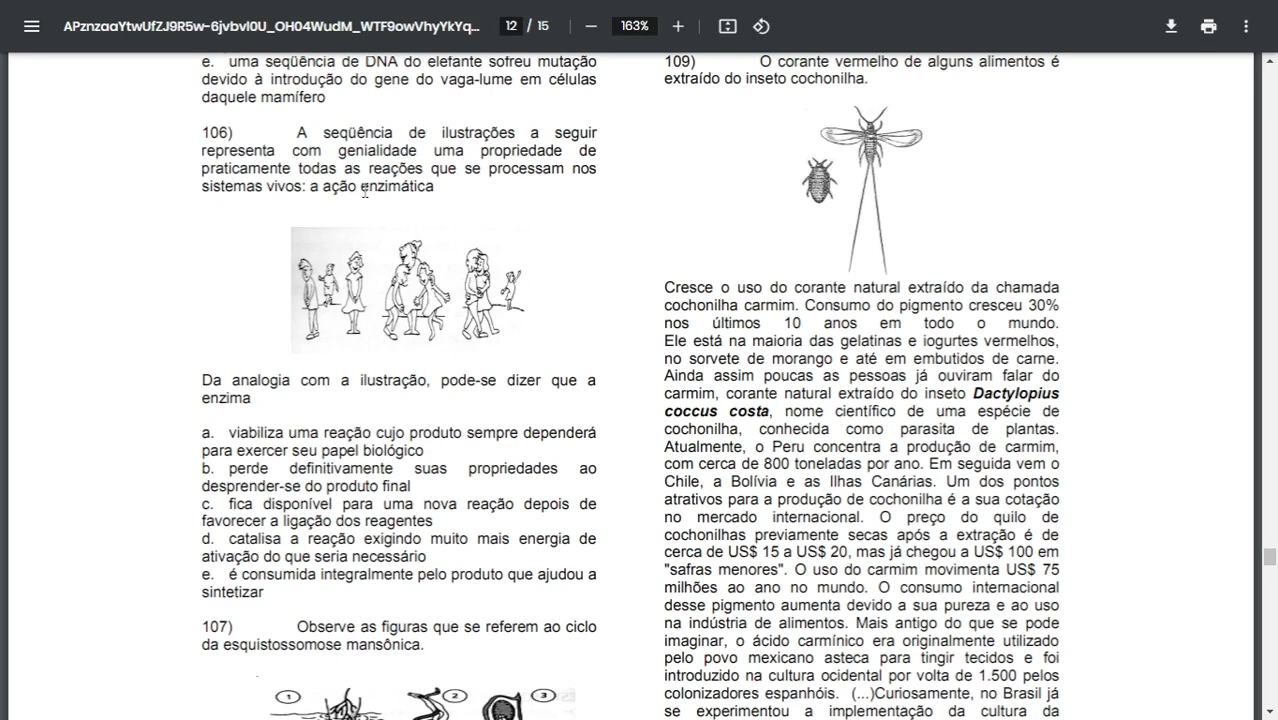 APznzaaYtwUfZJ9R5w-6jvbvl0U_OH04WudM_WTF9owVhyYkYq...
12 / 15
163%
e. uma seqüência de DNA do elefante sofreu mutação
devido à introdução do gene do vaga-lume em células
daquele mamífero
106) A seqüência de ilustrações a seguir
representa com genialidade uma propriedade de
praticamente todas as reações que se processam nos
sistemas vivos: a ação enzimática
Da analogia com a ilustração, pode-se dizer que a
enzima
a. viabiliza uma reação cujo produto sempre dependerá
para exercer seu papel biológico
b. perde definitivamente suas propriedades ao
desprender-se do produto final
c. fica disponível para uma nova reação depois de
favorecer a ligação dos reagentes
d. catalisa a reação exigindo muito mais energia de
ativação do que seria necessário
e. é consumida integralmente pelo produto que ajudou a
sintetizar
107) Observe as figuras que se referem ao ciclo
da esquistossomose mansônica.
1
2
3
109) O corante vermelho de alguns alimentos é
extraído do inseto cochonilha.
Cresce o uso do corante natural extraído da chamada
cochonilha carmim. Consumo do pigmento cresceu 30%
nos últimos 10 anos em todo o mundo.
Ele está na maioria das gelatinas e iogurtes vermelhos,
no sorvete de morango e até em embutidos de carne.
Ainda assim poucas as pessoas já ouviram falar do
carmim, corante natural extraído do inseto Dactylopius
coccus costa, nome científico de uma espécie de
cochonilha, conhecida como parasita de plantas.
Atualmente, o Peru concentra a produção de carmim,
com cerca de 800 toneladas por ano. Em seguida vem o
Chile, a Bolívia e as Ilhas Canárias. Um dos pontos
atrativos para a produção de cochonilha é a sua cotação
no mercado internacional. O preço do quilo de
cochonilhas previamente secas após a extração é de
cerca de US$ 15 a US$ 20, mas já chegou a US$ 100 em
"safras menores". O uso do carmim movimenta US$ 75
milhões ao ano no mundo. O consumo internacional
desse pigmento aumenta devido a sua pureza e ao uso
na indústria de alimentos. Mais antigo do que se pode
imaginar, o ácido carmínico era originalmente utilizado
pelo povo mexicano asteca para tingir tecidos e foi
introduzido na cultura ocidental por volta de 1.500 pelos
colonizadores espanhóis. (...)Curiosamente, no Brasil já
se experimentou a implementação da cultura da